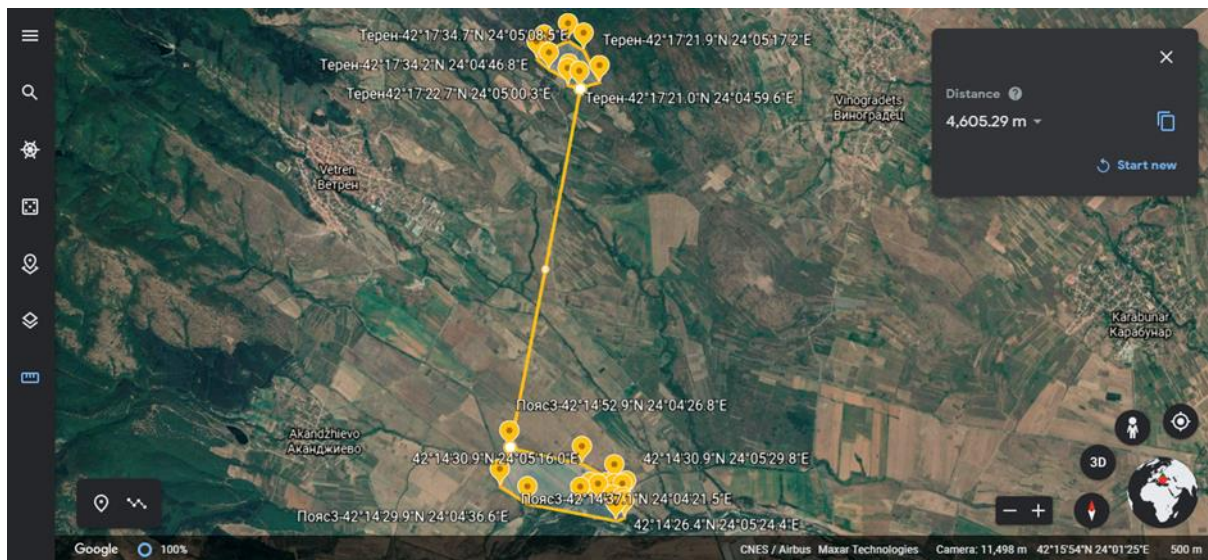 Терен-42°17'34.7"N 24°05'08.5"E
Терен-42°17'21.9"N 24°05'17.2"E
Терен-42°17'34.2"N 24°04'46.8"E
Терен42°17'22.7"N 24°05'00.3"E
Терен-42°17'21.0"N 24°04'59.6"E
Vinogradets
Виноградец
Vetren
Ветрен
Distance
4,605.29 m
Start new
Karabunar
Карабунар
Пояс3-42°14'52.9"N 24°04'26.8"E
Akandzhievo
Аканджиево
42°14'30.9"N 24°05'16.0"E
42°14'30.9"N 24°05'29.8"E
Пояс3-42°14'37.1"N 24°04'21.5"E
Пояс3-42°14'29.9"N 24°04'36.6"E
42°14'26.4"N 24°05'24.4"E
3D
Google 100%
CNES / Airbus Maxar Technologies Camera: 11,498 m 42°15'54"N 24°01'25"E 500 m